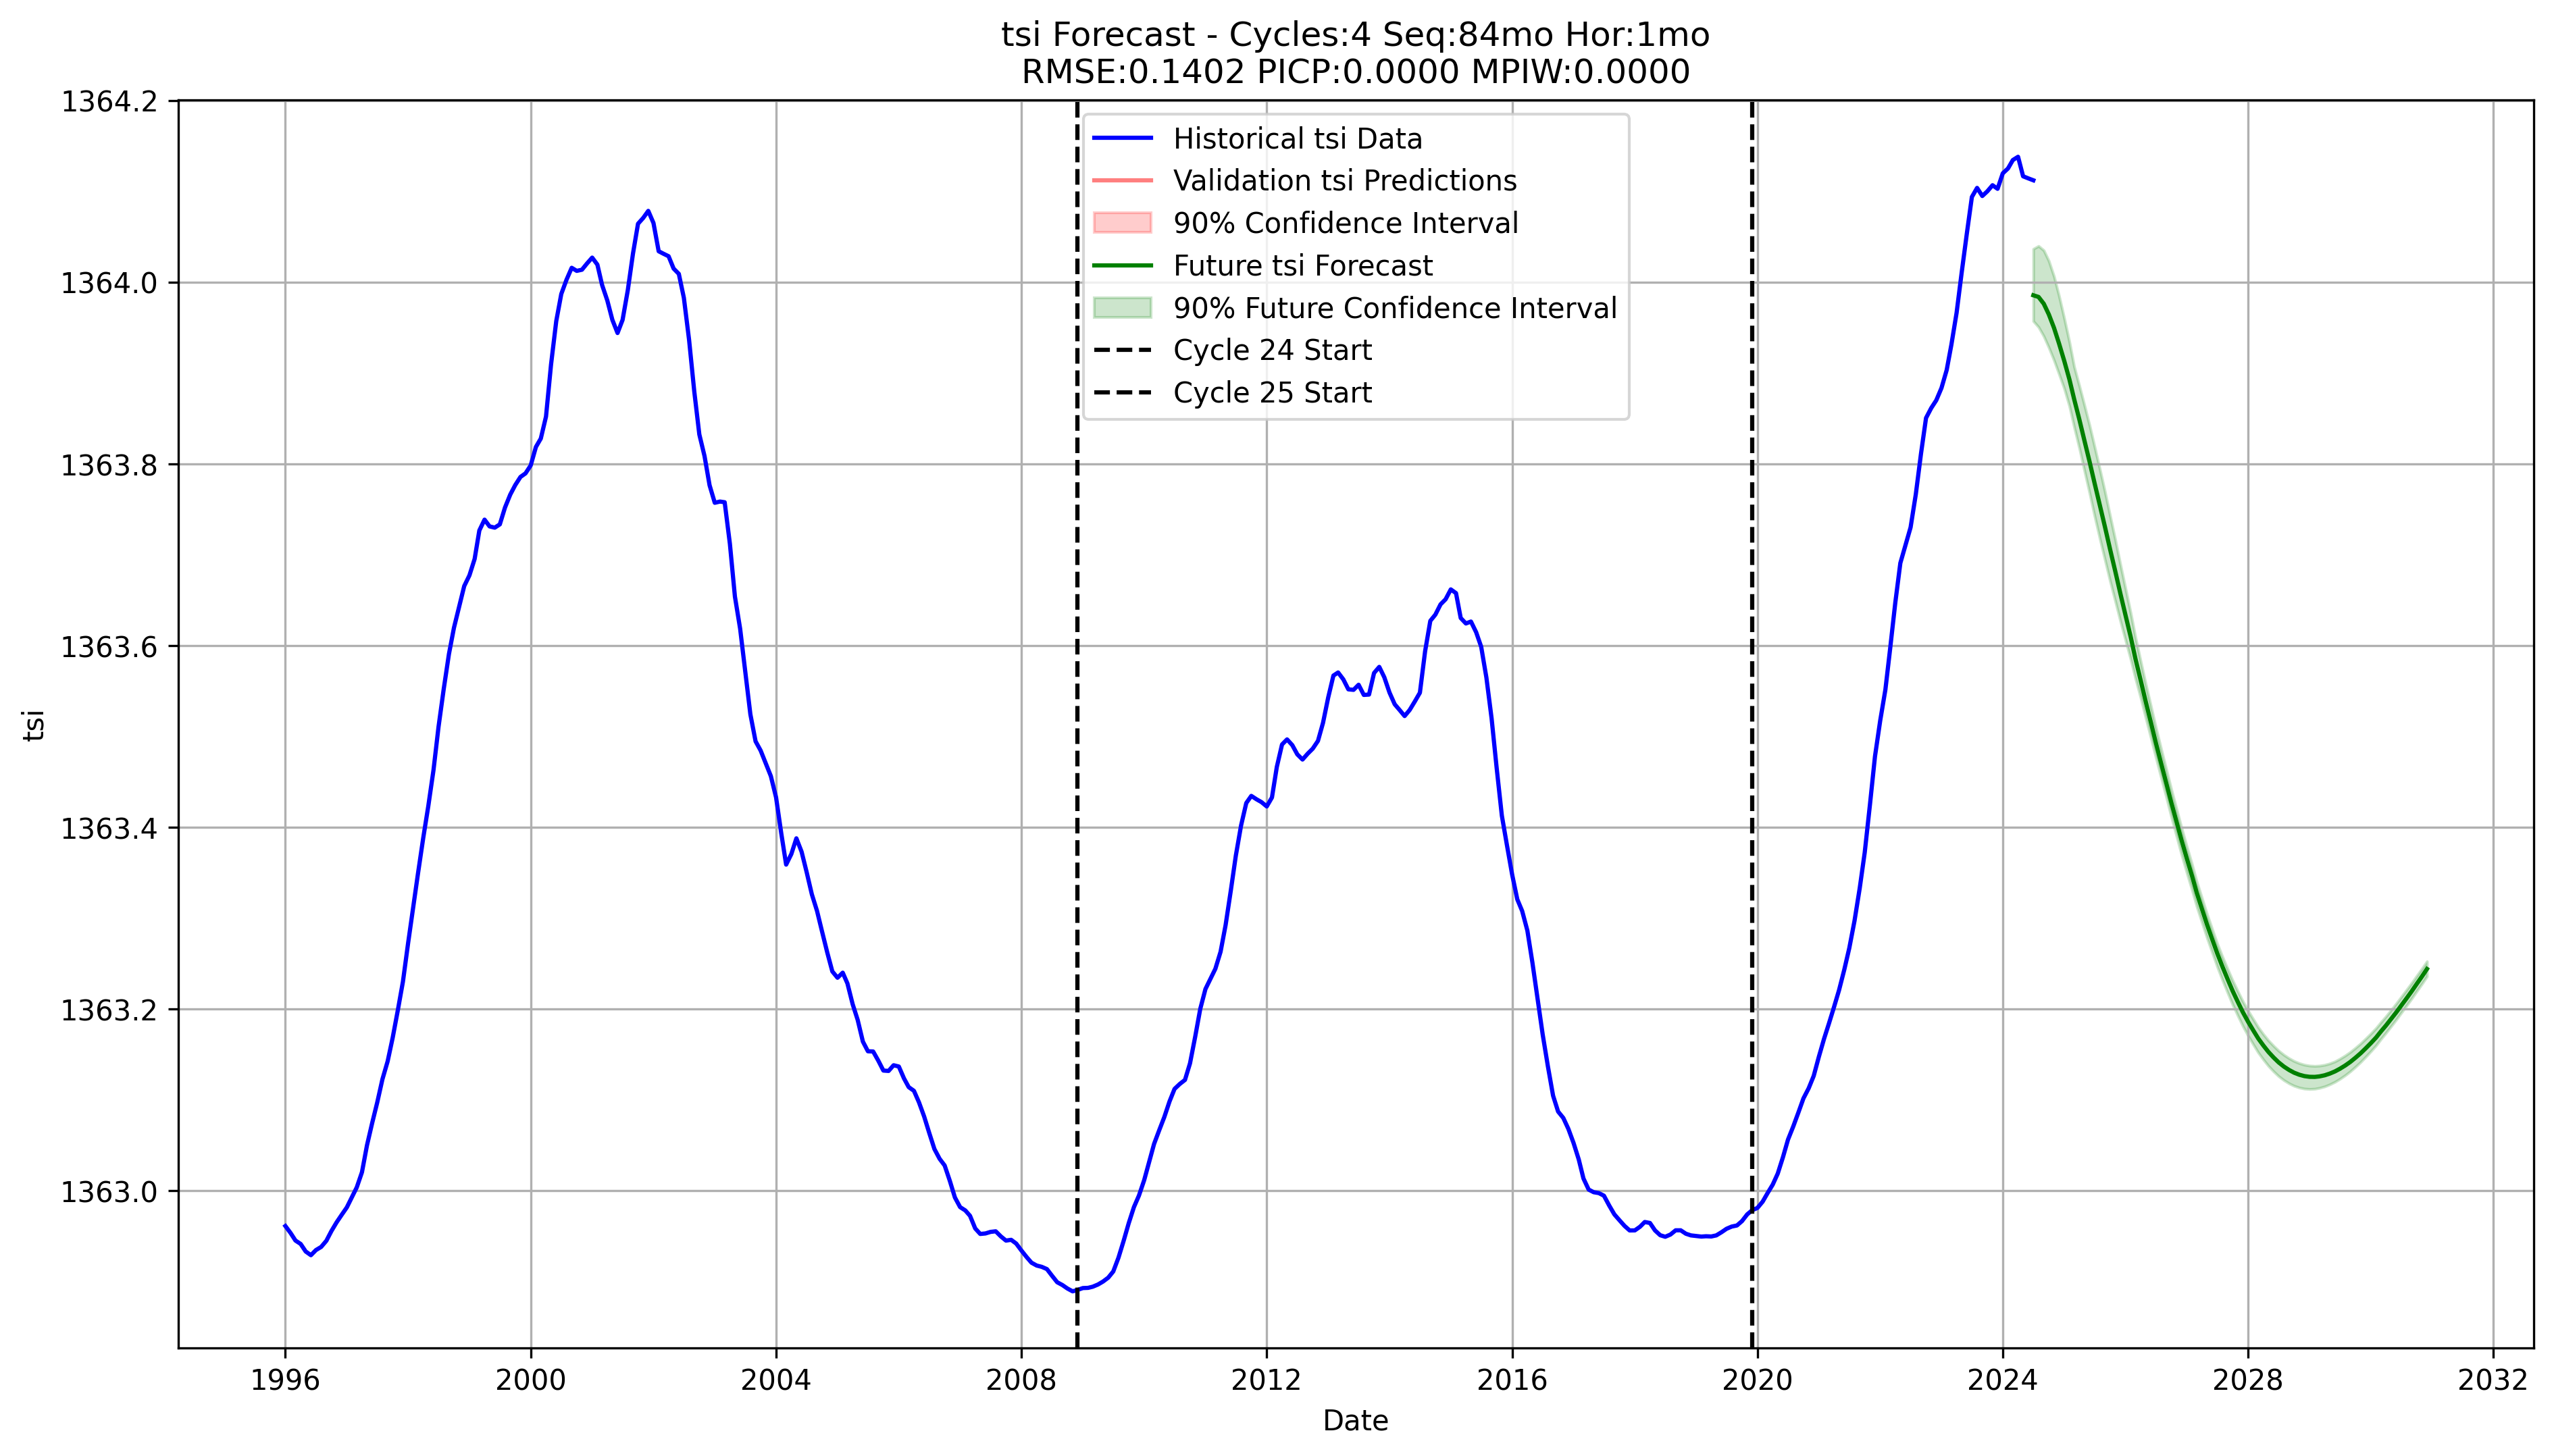 tsi Forecast - Cycles:4 Seq:84mo Hor:1mo
RMSE:0.1402 PICP:0.0000 MPIW:0.0000
1364.2
1364.0
1363.8
1363.6
1363.4
1363.2
1363.0
tsi
Historical tsi Data
Validation tsi Predictions
90% Confidence Interval
Future tsi Forecast
90% Future Confidence Interval
Cycle 24 Start
Cycle 25 Start
1996 2000 2004 2008 2012 2016 2020 2024 2028 2032
Date